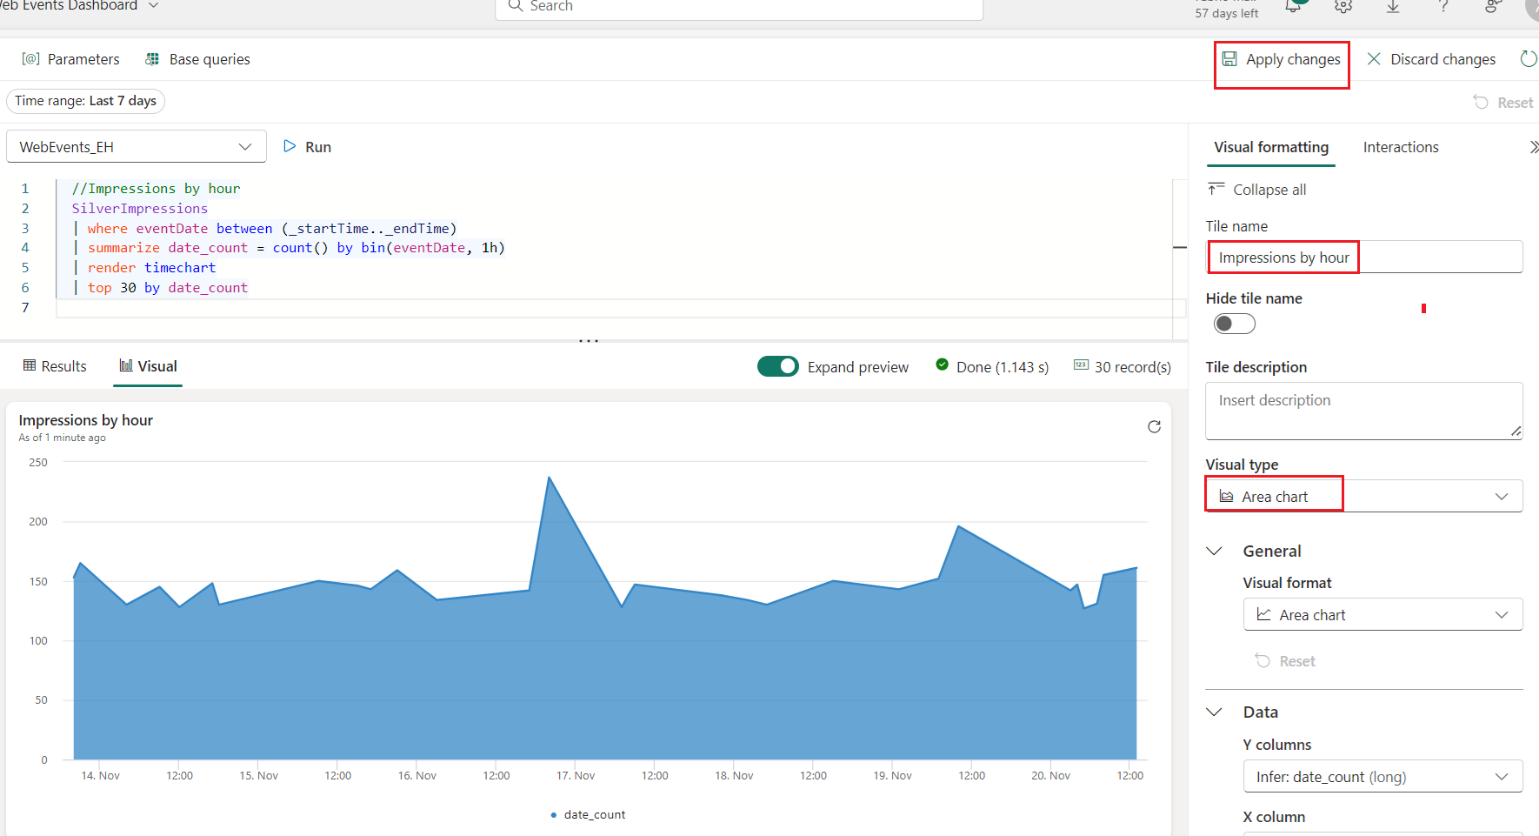 eb Events Dashboard
Search
57 days left
Parameters
Base queries
Apply changes
Discard changes
Time range: Last 7 days
Reset
WebEvents_EH
Run
1 //Impressions by hour
2 SilverImpressions
3 | where eventDate between (_startTime.._endTime)
4 | summarize date_count = count() by bin(eventDate, 1h)
5 | render timechart
6 | top 30 by date_count
7
Visual formatting
Interactions
Collapse all
Tile name
Impressions by hour
Hide tile name
Results
Visual
Expand preview
Done (1.143 s)
30 record(s)
Tile description
Insert description
Impressions by hour
As of 1 minute ago
250
200
150
100
50
0
14. Nov 12:00 15. Nov 12:00 16. Nov 12:00 17. Nov 12:00 18. Nov 12:00 19. Nov 12:00 20. Nov 12:00
date_count
Visual type
Area chart
General
Visual format
Area chart
Reset
Data
Y columns
Infer: date_count (long)
X column